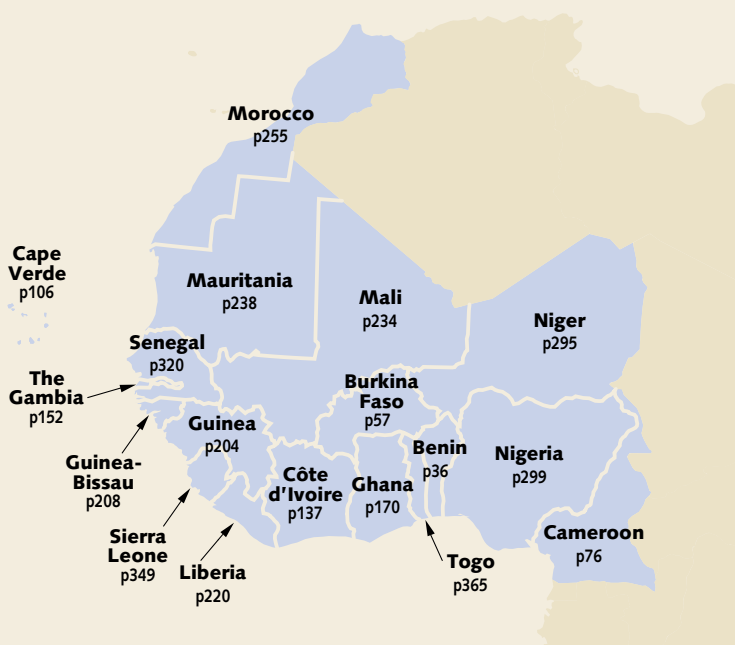 Morocco
p255
Cape
Verde
p106
Mauritania
p238
Mali
p234
Niger
p295
Senegal
p320
The
Gambia
p152
Burkina
Faso
p57
Guinea
p204
Benin
p36
Nigeria
p299
Guinea-
Bissau
p208
Côte
d'Ivoire
p137
Ghana
p170
Sierra
Leone
p349
Liberia
p220
Togo
p365
Cameroon
p76